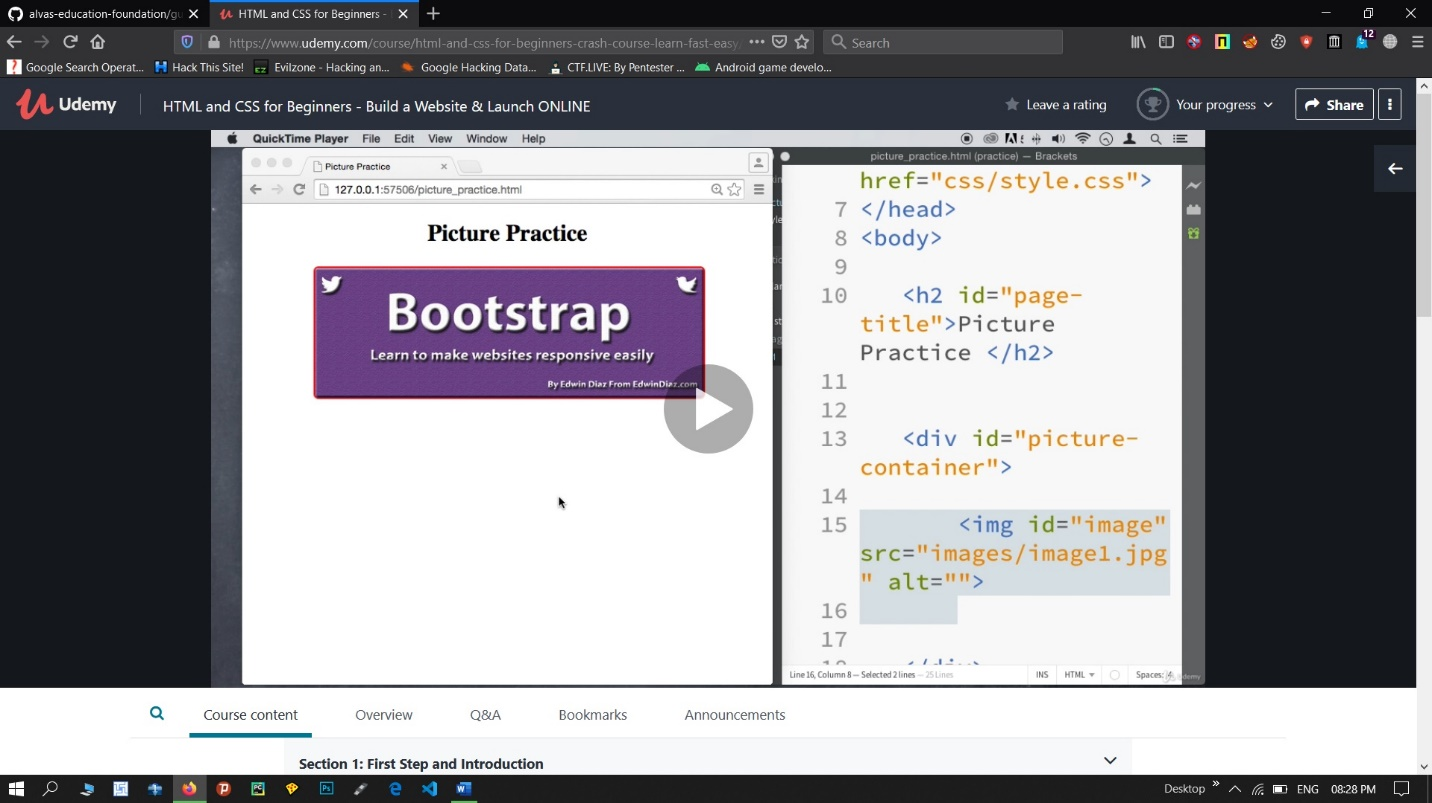 alvas-education-foundation/gu
HTML and CSS for Beginners -
https://www.udemy.com/course/html-and-css-for-beginners-crash-course-learn-fast-easy
Search
12
Google Search Operat...
Hack This Site!
Evilzone - Hacking an...
Google Hacking Data...
CTF.LIVE: By Pentester ...
Android game develo...
Udemy
HTML and CSS for Beginners - Build a Website & Launch ONLINE
Leave a rating
Your progress
Share
QuickTime Player File Edit View Window Help
Picture Practice
picture_practice.html (practice) — Brackets
127.0.0.1:57506/picture_practice.html
Picture Practice
Bootstrap
Learn to make websites responsive easily
By Edwin Diaz From EdwinDiaz.com
href="css/style.css">
7 </head>
8 <body>
9
10 <h2 id="page-
title">Picture
Practice </h2>
11
12
13 <div id="picture-
container">
14
15 <img id="image"
src="images/image1.jpg
" alt="">
16
17
18 </div>
Line 16, Column 8 — Selected 2 lines — 25 Lines
INS HTML Spaces: 4
udemy
Course content Overview Q&A Bookmarks Announcements
Section 1: First Step and Introduction
Desktop ENG 08:28 PM